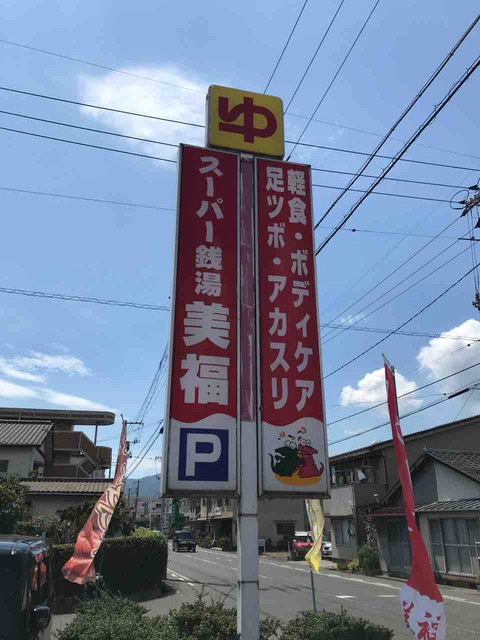 ゆ
スーパー銭湯 美福
P
軽食・ボディケア
足ツボ・アカスリ
福